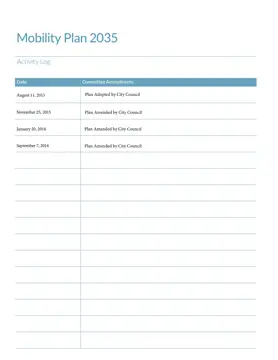 Mobility Plan 2035
Activity Log
Date Committee Amendments
August 11, 2015 Plan Adopted by City Council
November 25, 2015 Plan Amended by City Council
January 20, 2016 Plan Amended by City Council
September 7, 2016 Plan Amended by City Council